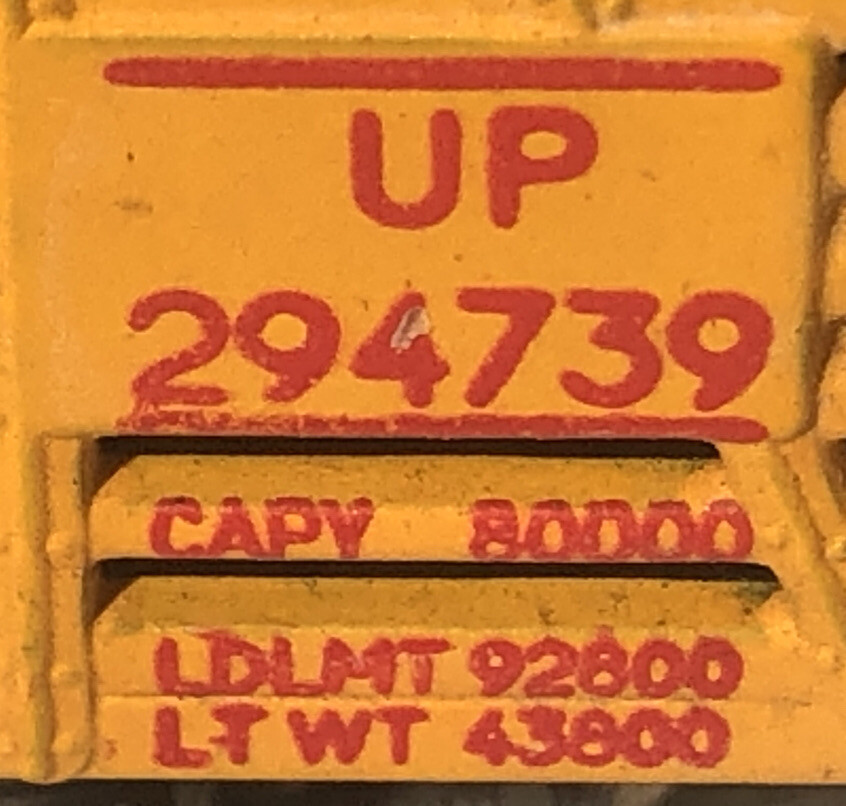 UP
294739
CAPY 80000
LDLMT 92800
LT WT 43800